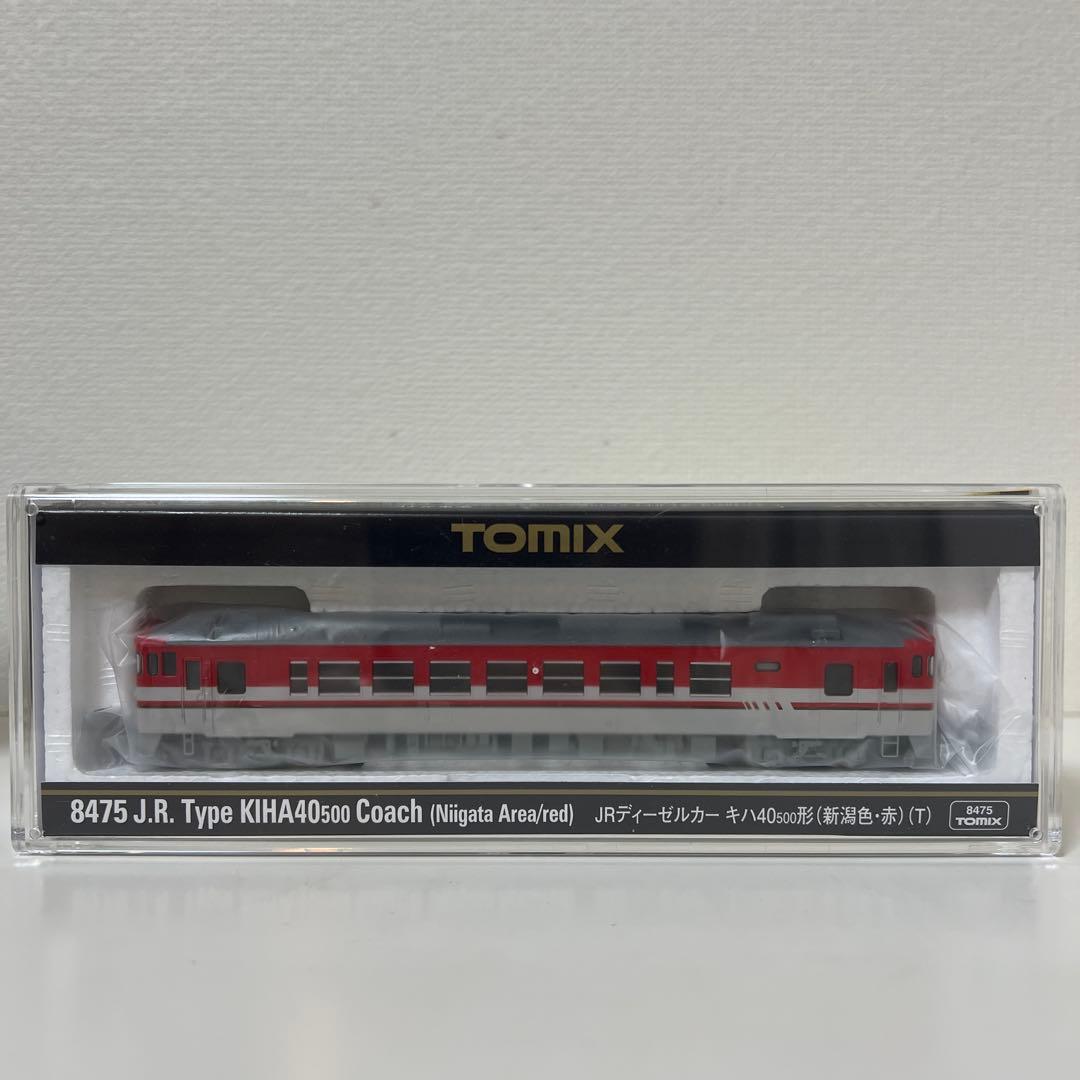 TOMIX
8475 J.R. Type KIHA40500 Coach (Niigata Area/red) JRディーゼルカー キハ40500形(新潟色・赤)(T)
8475
TOMIX